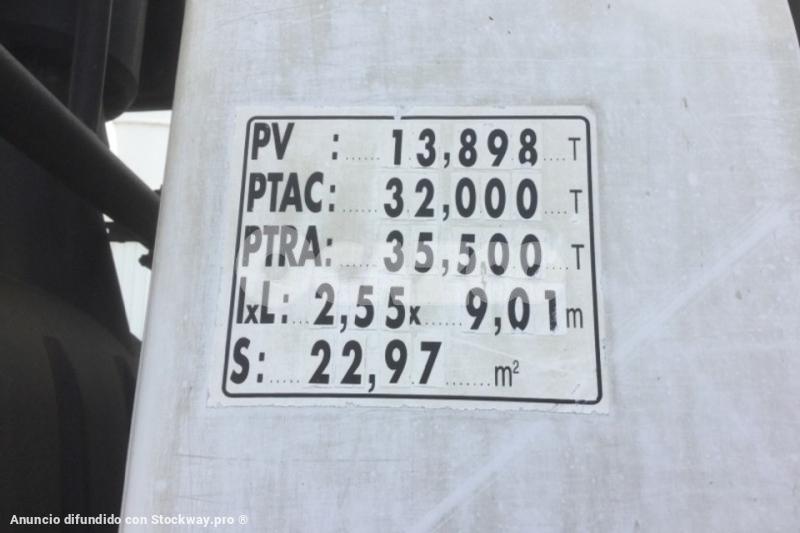 PV :......13,898....T
PTAC:.....32,000....T
PTRA:.....35,500....T
lxL:...2,55x......9,01m
S:.....22,97.......m²
Anuncio difundido con Stockway.pro ®